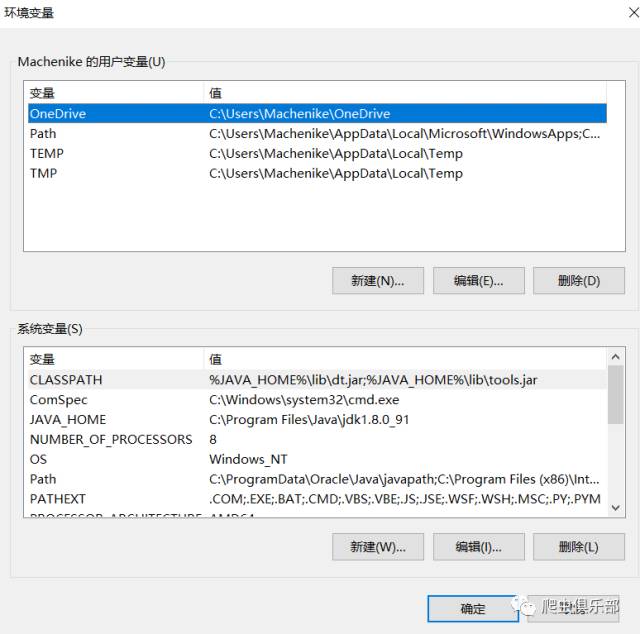 环境变量
Machenike 的用户变量(U)
变量 值
OneDrive C:\Users\Machenike\OneDrive
Path C:\Users\Machenike\AppData\Local\Microsoft\WindowsApps;C...
TEMP C:\Users\Machenike\AppData\Local\Temp
TMP C:\Users\Machenike\AppData\Local\Temp
新建(N)... 编辑(E)... 删除(D)
系统变量(S)
变量 值
CLASSPATH %JAVA_HOME%\lib\dt.jar;%JAVA_HOME%\lib\tools.jar
ComSpec C:\Windows\system32\cmd.exe
JAVA_HOME C:\Program Files\Java\jdk1.8.0_91
NUMBER_OF_PROCESSORS 8
OS Windows_NT
Path C:\ProgramData\Oracle\Java\javapath;C:\Program Files (x86)\Int...
PATHEXT .COM;.EXE;.BAT;.CMD;.VBS;.VBE;.JS;.JSE;.WSF;.WSH;.MSC;.PY;.PYM
PROCESSOR_ARCHITECTURE AMD64
新建(W)... 编辑(I)... 删除(L)
确定 爬虫俱乐部